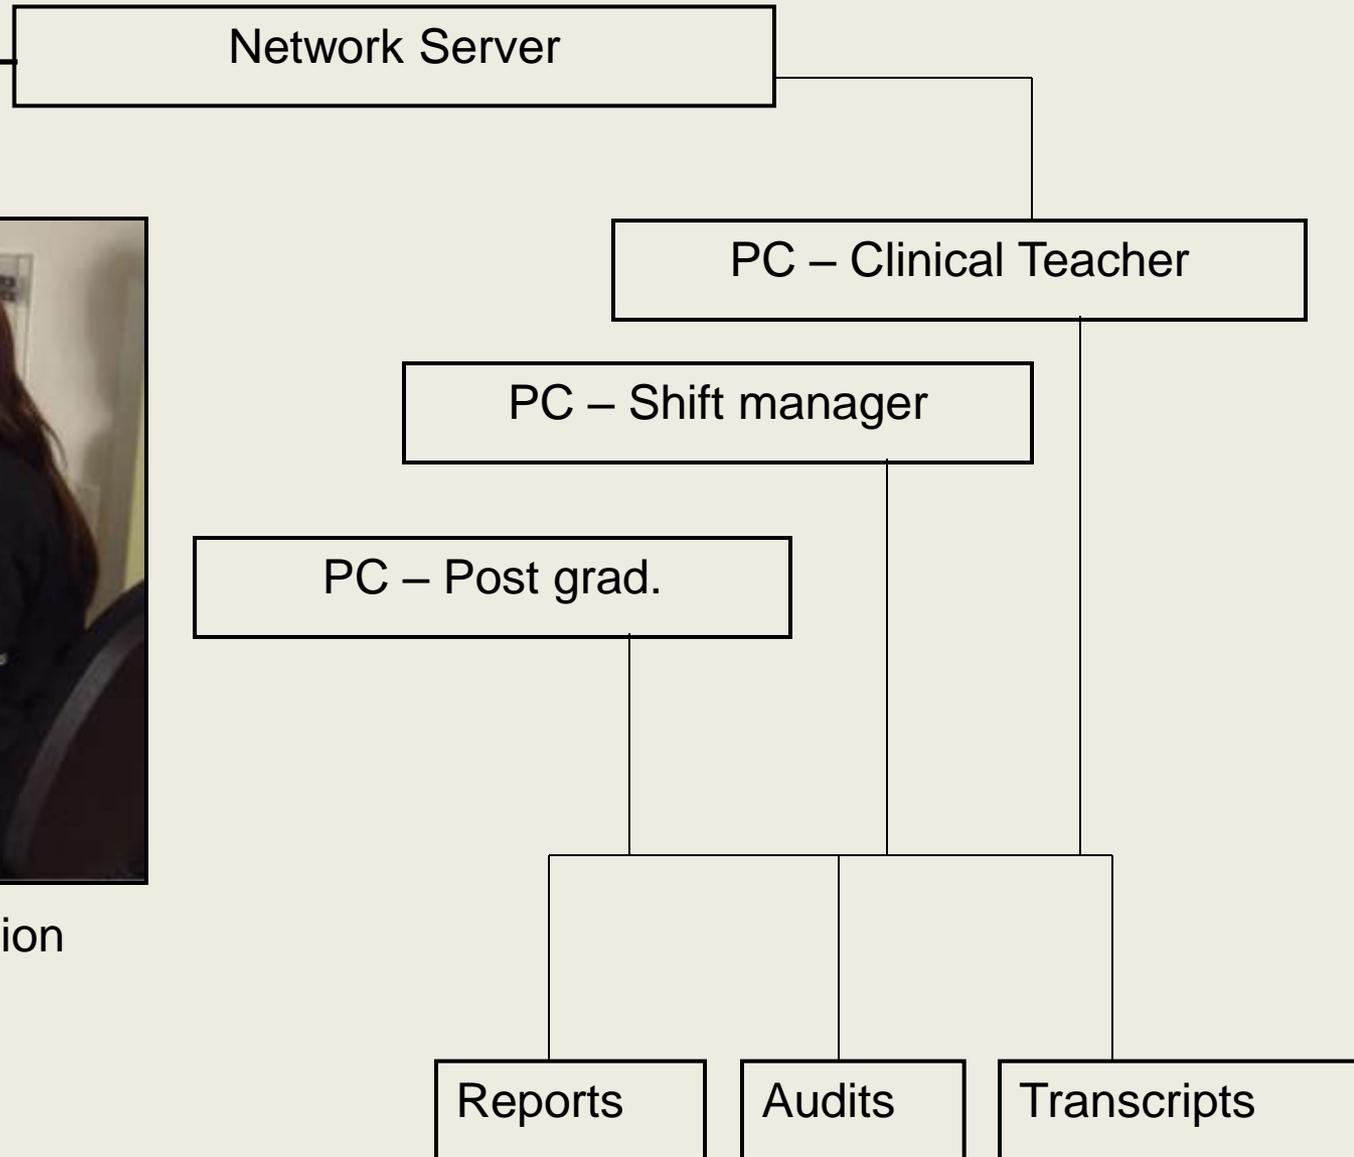 Network Server
PC – Clinical Teacher
PC – Shift manager
PC – Post grad.
ion
Reports
Audits
Transcripts